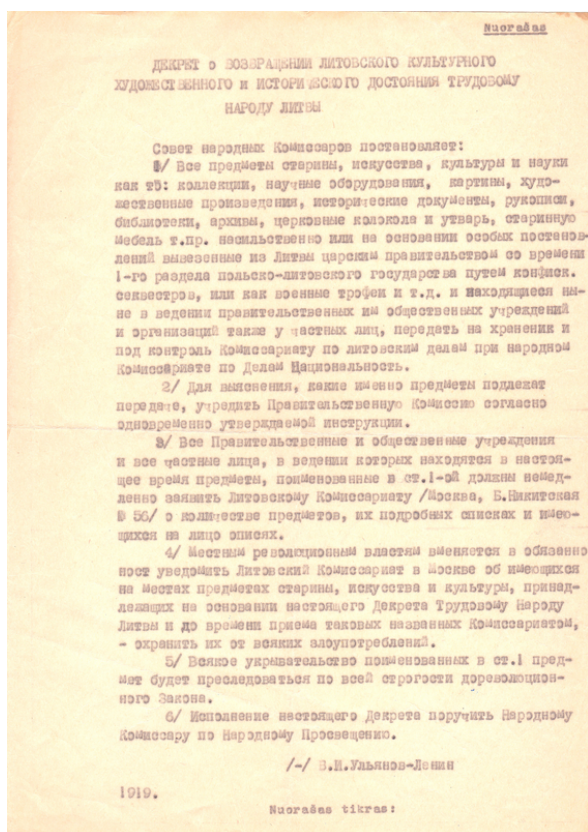 Nuorašas
ДЕКРЕТ о ВОЗВРАЩЕНИИ ЛИТОВСКОГО КУЛЬТУРНОГО
ХУДОЖЕСТВЕННОГО и ИСТОРИЧЕСКОГО ДОСТОЯНИЯ ТРУДОВОМУ
НАРОДУ ЛИТВЫ
Совет народных Комиссаров постановляет:
1/ Все предметы старины, искусства, культуры и науки
как то: коллекции, научные оборудования, картины, худо-
жественные произведения, исторические документы, рукописи,
библиотеки, архивы, церковные колокола и утварь, старинную
мебель т.пр. насильственно или на основании особых постанов-
лений вывезенные из Литвы царским правительством со времени
1-го раздела польско-литовского государства путем конфиск.
секвестров, или как военные трофеи и т.д. и находящиеся ны-
не в ведении правительственных им общественных учреждений
и организаций также у частных лиц, передать на хранение и
под контроль Комиссариату по литовским делам при народном
Комиссариате по Делам Национальность.
2/ Для выяснения, какие именно предметы подлежат
передаче, учредить Правительственную Комиссию согласно
одновременно утверждаемой инструкции.
3/ Все Правительственные и общественные учреждения
и все частные лица, в ведении которых находятся в настоя-
щее время предметы, поименованные в ст.1-ой должны немед-
ленно заявить Литовскому Комиссариату /Москва, Б.Никитская
№ 56/ о количестве предметов, их подробных списках и имею-
щихся на лицо описях.
4/ Местным революционным властям вменяется в обязанно
ност уведомить Литовский Комиссариат в Москве об имеющихся
на местах предметах старины, искусства и культуры, принад-
лежащих на основании настоящего Декрета Трудовому Народу
Литвы и до времени приема таковых названных Комиссариатом,
- охранить их от всяких злоупотреблений.
5/ Всякое укрывательство поименованных в ст.1 пред-
мят будет преследоваться по всей строгости дореволюцион-
ного Закона.
6/ Исполнение настоящего Декрета поручить Народному
Комиссару по Народному Просвещению.
/-/ В.И.Ульянов-Ленин
1919.
Nuorašas tikras: